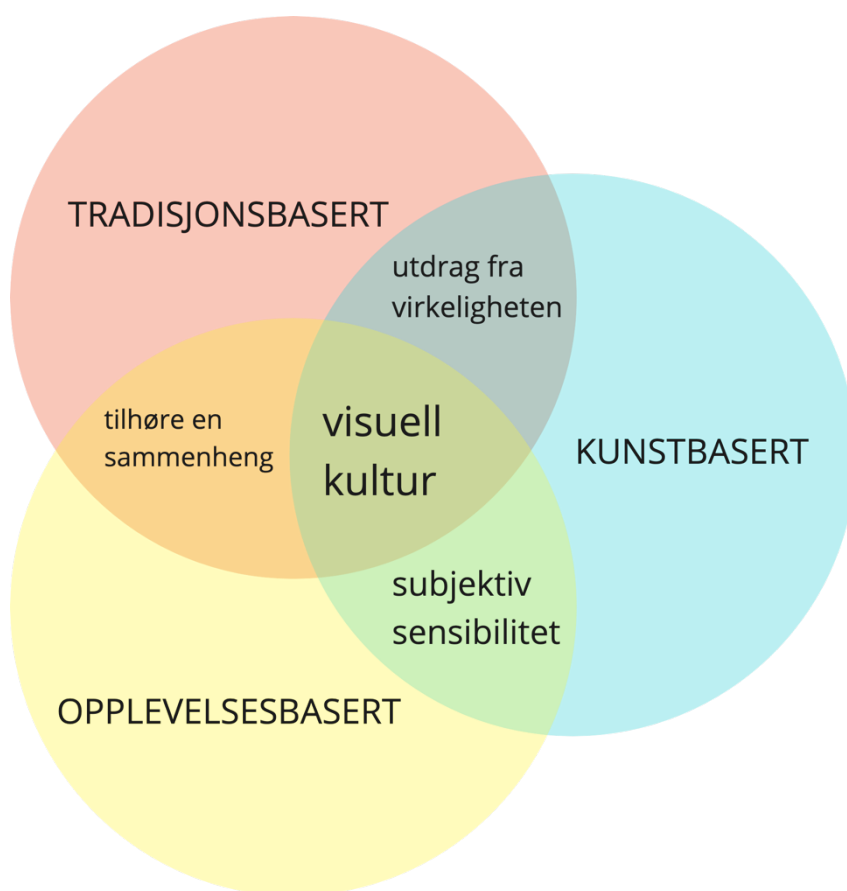 TRADISJONSBASERT
utdrag fra
virkeligheten
tilhøre en
sammenheng
visuell
kultur
KUNSTBASERT
subjektiv
sensibilitet
OPPLEVELSESBASERT